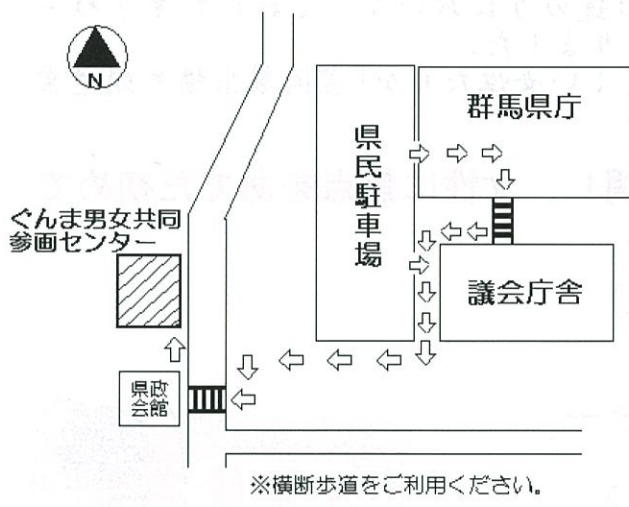 N
群馬県庁
県民駐車場
ぐんま男女共同
参画センター
議会庁舎
県政
会館
※横断歩道をご利用ください。